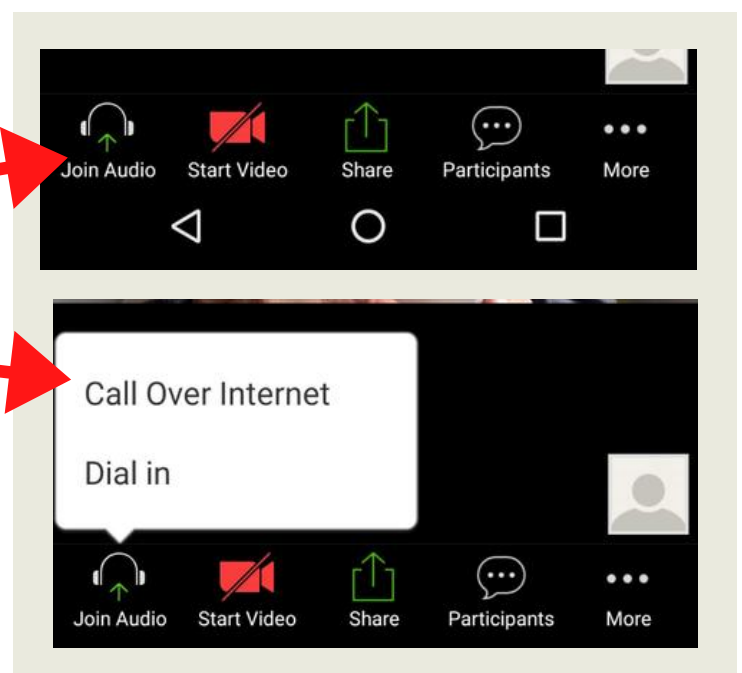 Join Audio Start Video Share Participants More
Call Over Internet
Dial in
Join Audio Start Video Share Participants More